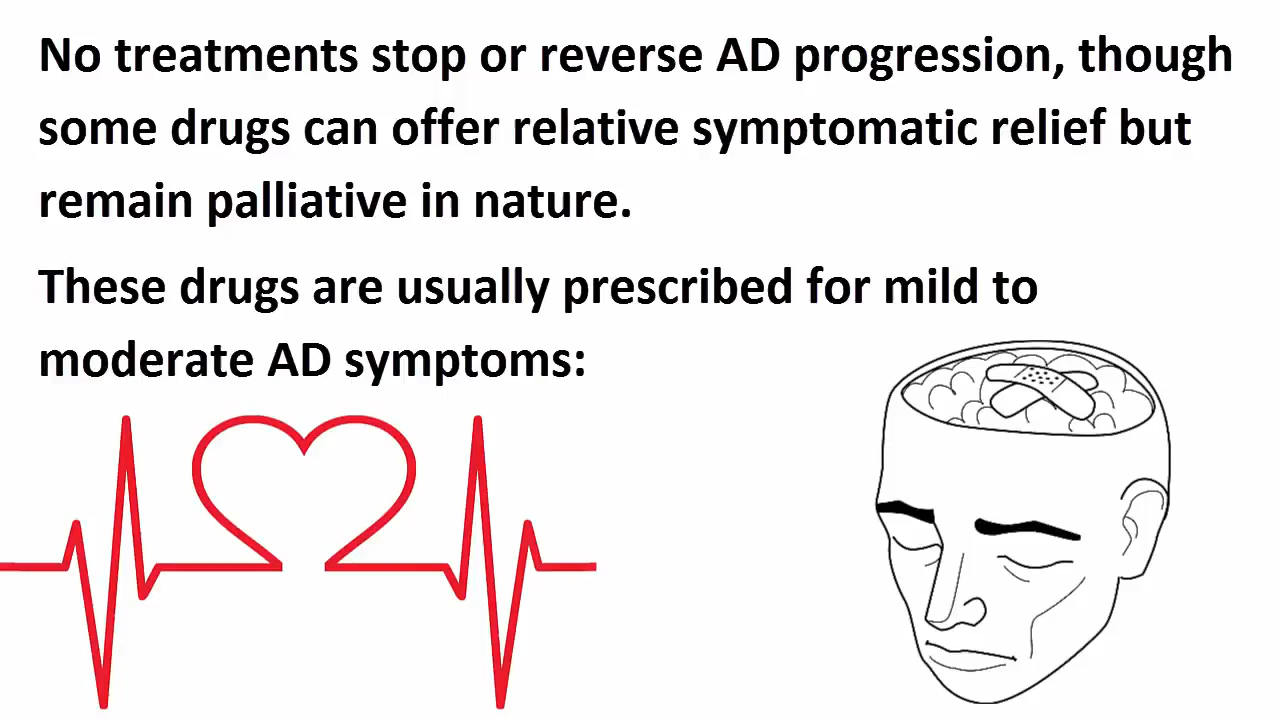 No treatments stop or reverse AD progression, though
some drugs can offer relative symptomatic relief but
remain palliative in nature.
These drugs are usually prescribed for mild to
moderate AD symptoms: